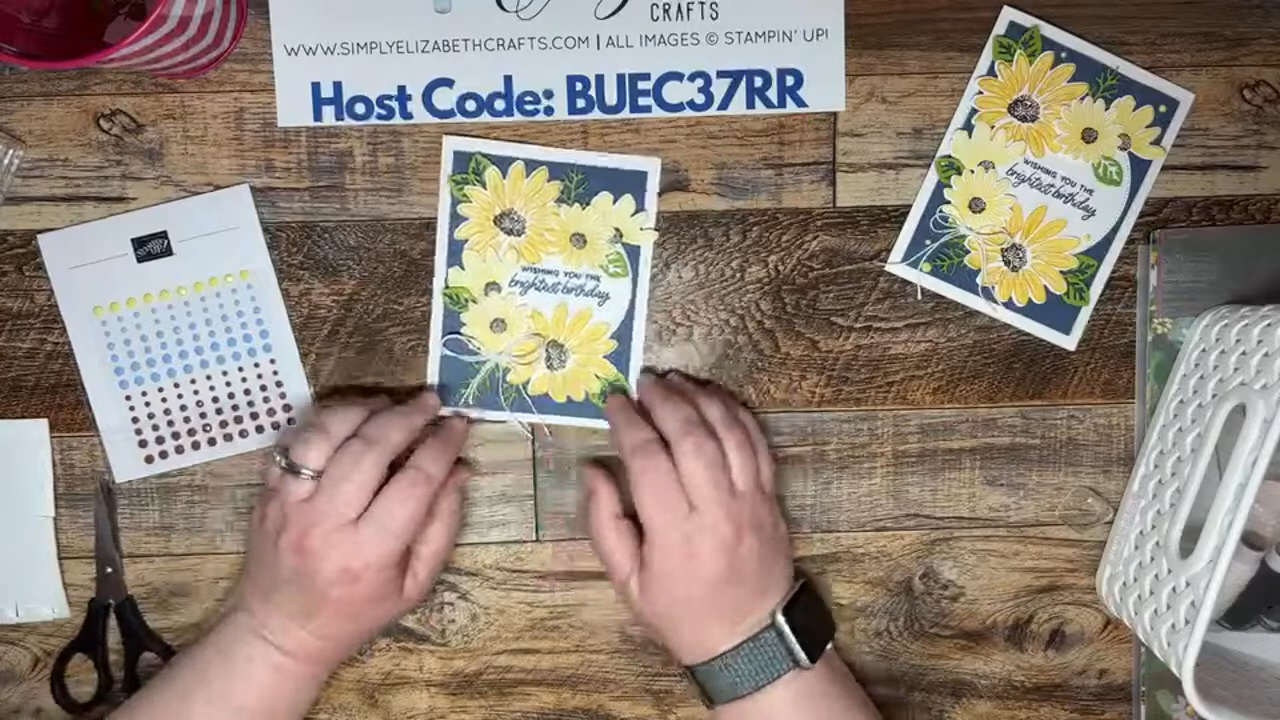 CRAFTS
WWW.SIMPLYELIZABETHCRAFTS.COM | ALL IMAGES © STAMPIN' UP!
Host Code: BUEC37RR
WISHING YOU THE
brightest birthday
WISHING YOU THE
brightest birthday